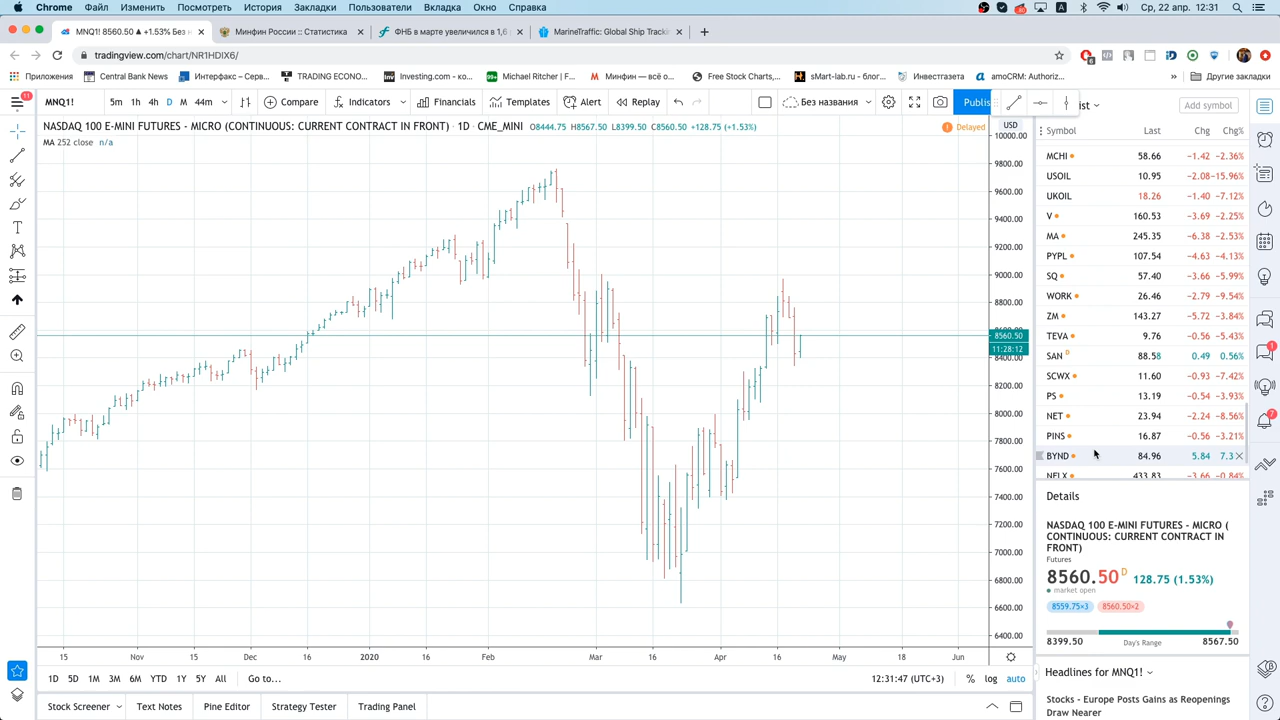 Chrome Файл Изменить Посмотреть История Закладки Пользователи Вкладка Окно Справка
Ср, 22 апр. 12:31
MNQ1! 8560.50 ▲ +1.53% Без н
Минфин России :: Статистика
ФНБ в марте увеличился в 1,6
MarineTraffic: Global Ship Track
tradingview.com/chart/NR1HDIX6/
Приложения
Central Bank News
Интерфакс – Серв...
TRADING ECONO...
Investing.com - ко...
Michael Ritcher | F...
Минфин — всё о...
Free Stock Charts,...
sMart-lab.ru - блог...
Инвестгазета
amoCRM: Authoriz...
Другие закладки
11
MNQ1! 5m 1h 4h D M 44m
Compare
Indicators
Financials
Templates
Alert
Replay
Без названия
Publis
ist
Add symbol
NASDAQ 100 E-MINI FUTURES - MICRO (CONTINUOUS: CURRENT CONTRACT IN FRONT) · 1D · CME_MINI O8444.75 H8567.50 L8399.50 C8560.50 +128.75 (+1.53%)
Delayed
USD
MA 252 close n/a
10000.00
9800.00
9600.00
9400.00
9200.00
9000.00
8800.00
8560.50
11:28:12
8400.00
8200.00
8000.00
7800.00
7600.00
7400.00
7200.00
7000.00
6800.00
6600.00
6400.00
15 Nov 15 Dec 16 2020 16 Feb Mar 16 Apr 16 May 18 Jun
1D 5D 1M 3M 6M YTD 1Y 5Y All Go to...
12:31:47 (UTC+3) % log auto
Stock Screener Text Notes Pine Editor Strategy Tester Trading Panel
Symbol Last Chg Chg%
MCHI 58.66 −1.42 −2.36%
USOIL 10.95 −2.08 −15.96%
UKOIL 18.26 −1.40 −7.12%
V 160.53 −3.69 −2.25%
MA 245.35 −6.38 −2.53%
PYPL 107.54 −4.63 −4.13%
SQ 57.40 −3.66 −5.99%
WORK 26.46 −2.79 −9.54%
ZM 143.27 −5.72 −3.84%
TEVA 9.76 −0.56 −5.43%
SAN D 88.58 0.49 0.56%
SCWX 11.60 −0.93 −7.42%
PS 13.19 −0.54 −3.93%
NET 23.94 −2.24 −8.56%
PINS 16.87 −0.56 −3.21%
BYND 84.96 5.84 7.3
NFLX 433.83 −3.66 −0.84%
Details
NASDAQ 100 E-MINI FUTURES - MICRO (
CONTINUOUS: CURRENT CONTRACT IN
FRONT)
Futures
8560.50 D 128.75 (1.53%)
market open
8559.75×3 8560.50×2
8399.50 Day's Range 8567.50
Headlines for MNQ1!
Stocks - Europe Posts Gains as Reopenings
Draw Nearer
1
7